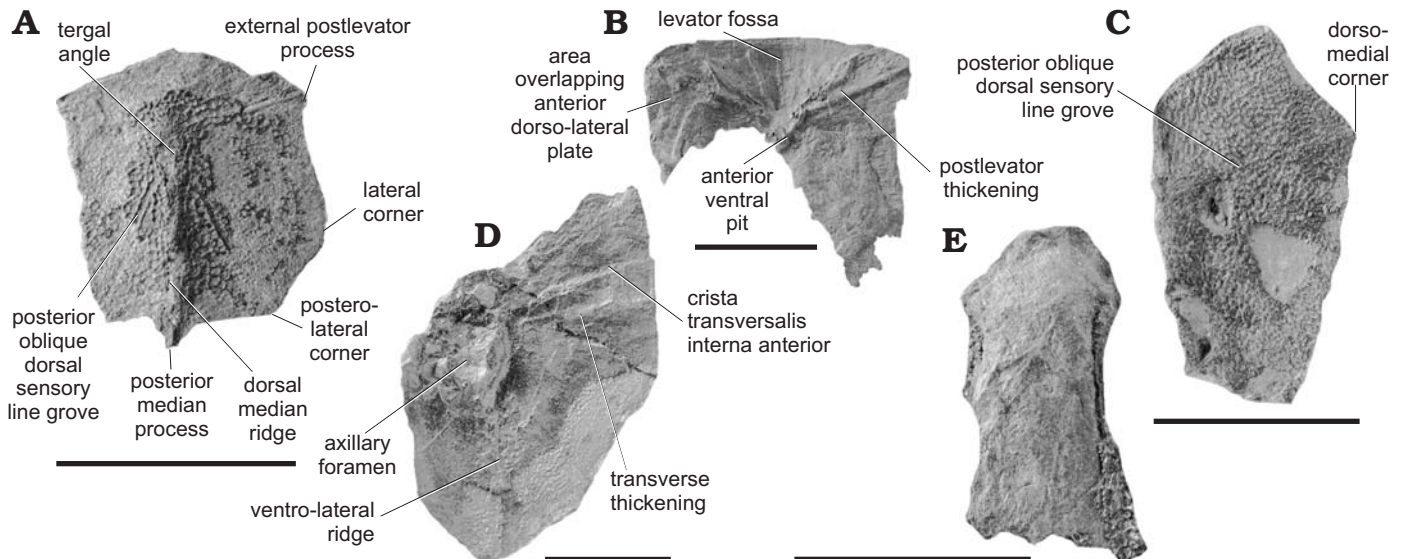 A
tergal
angle
external postlevator
process
lateral
corner
postero-
lateral
corner
dorsal
median
ridge
posterior
median
process
posterior
oblique
dorsal
sensory
line grove
B
levator fossa
area
overlapping
anterior
dorso-lateral
plate
anterior
ventral
pit
postlevator
thickening
C
dorso-
medial
corner
posterior oblique
dorsal sensory
line grove
D
crista
transversalis
interna anterior
axillary
foramen
transverse
thickening
ventro-lateral
ridge
E